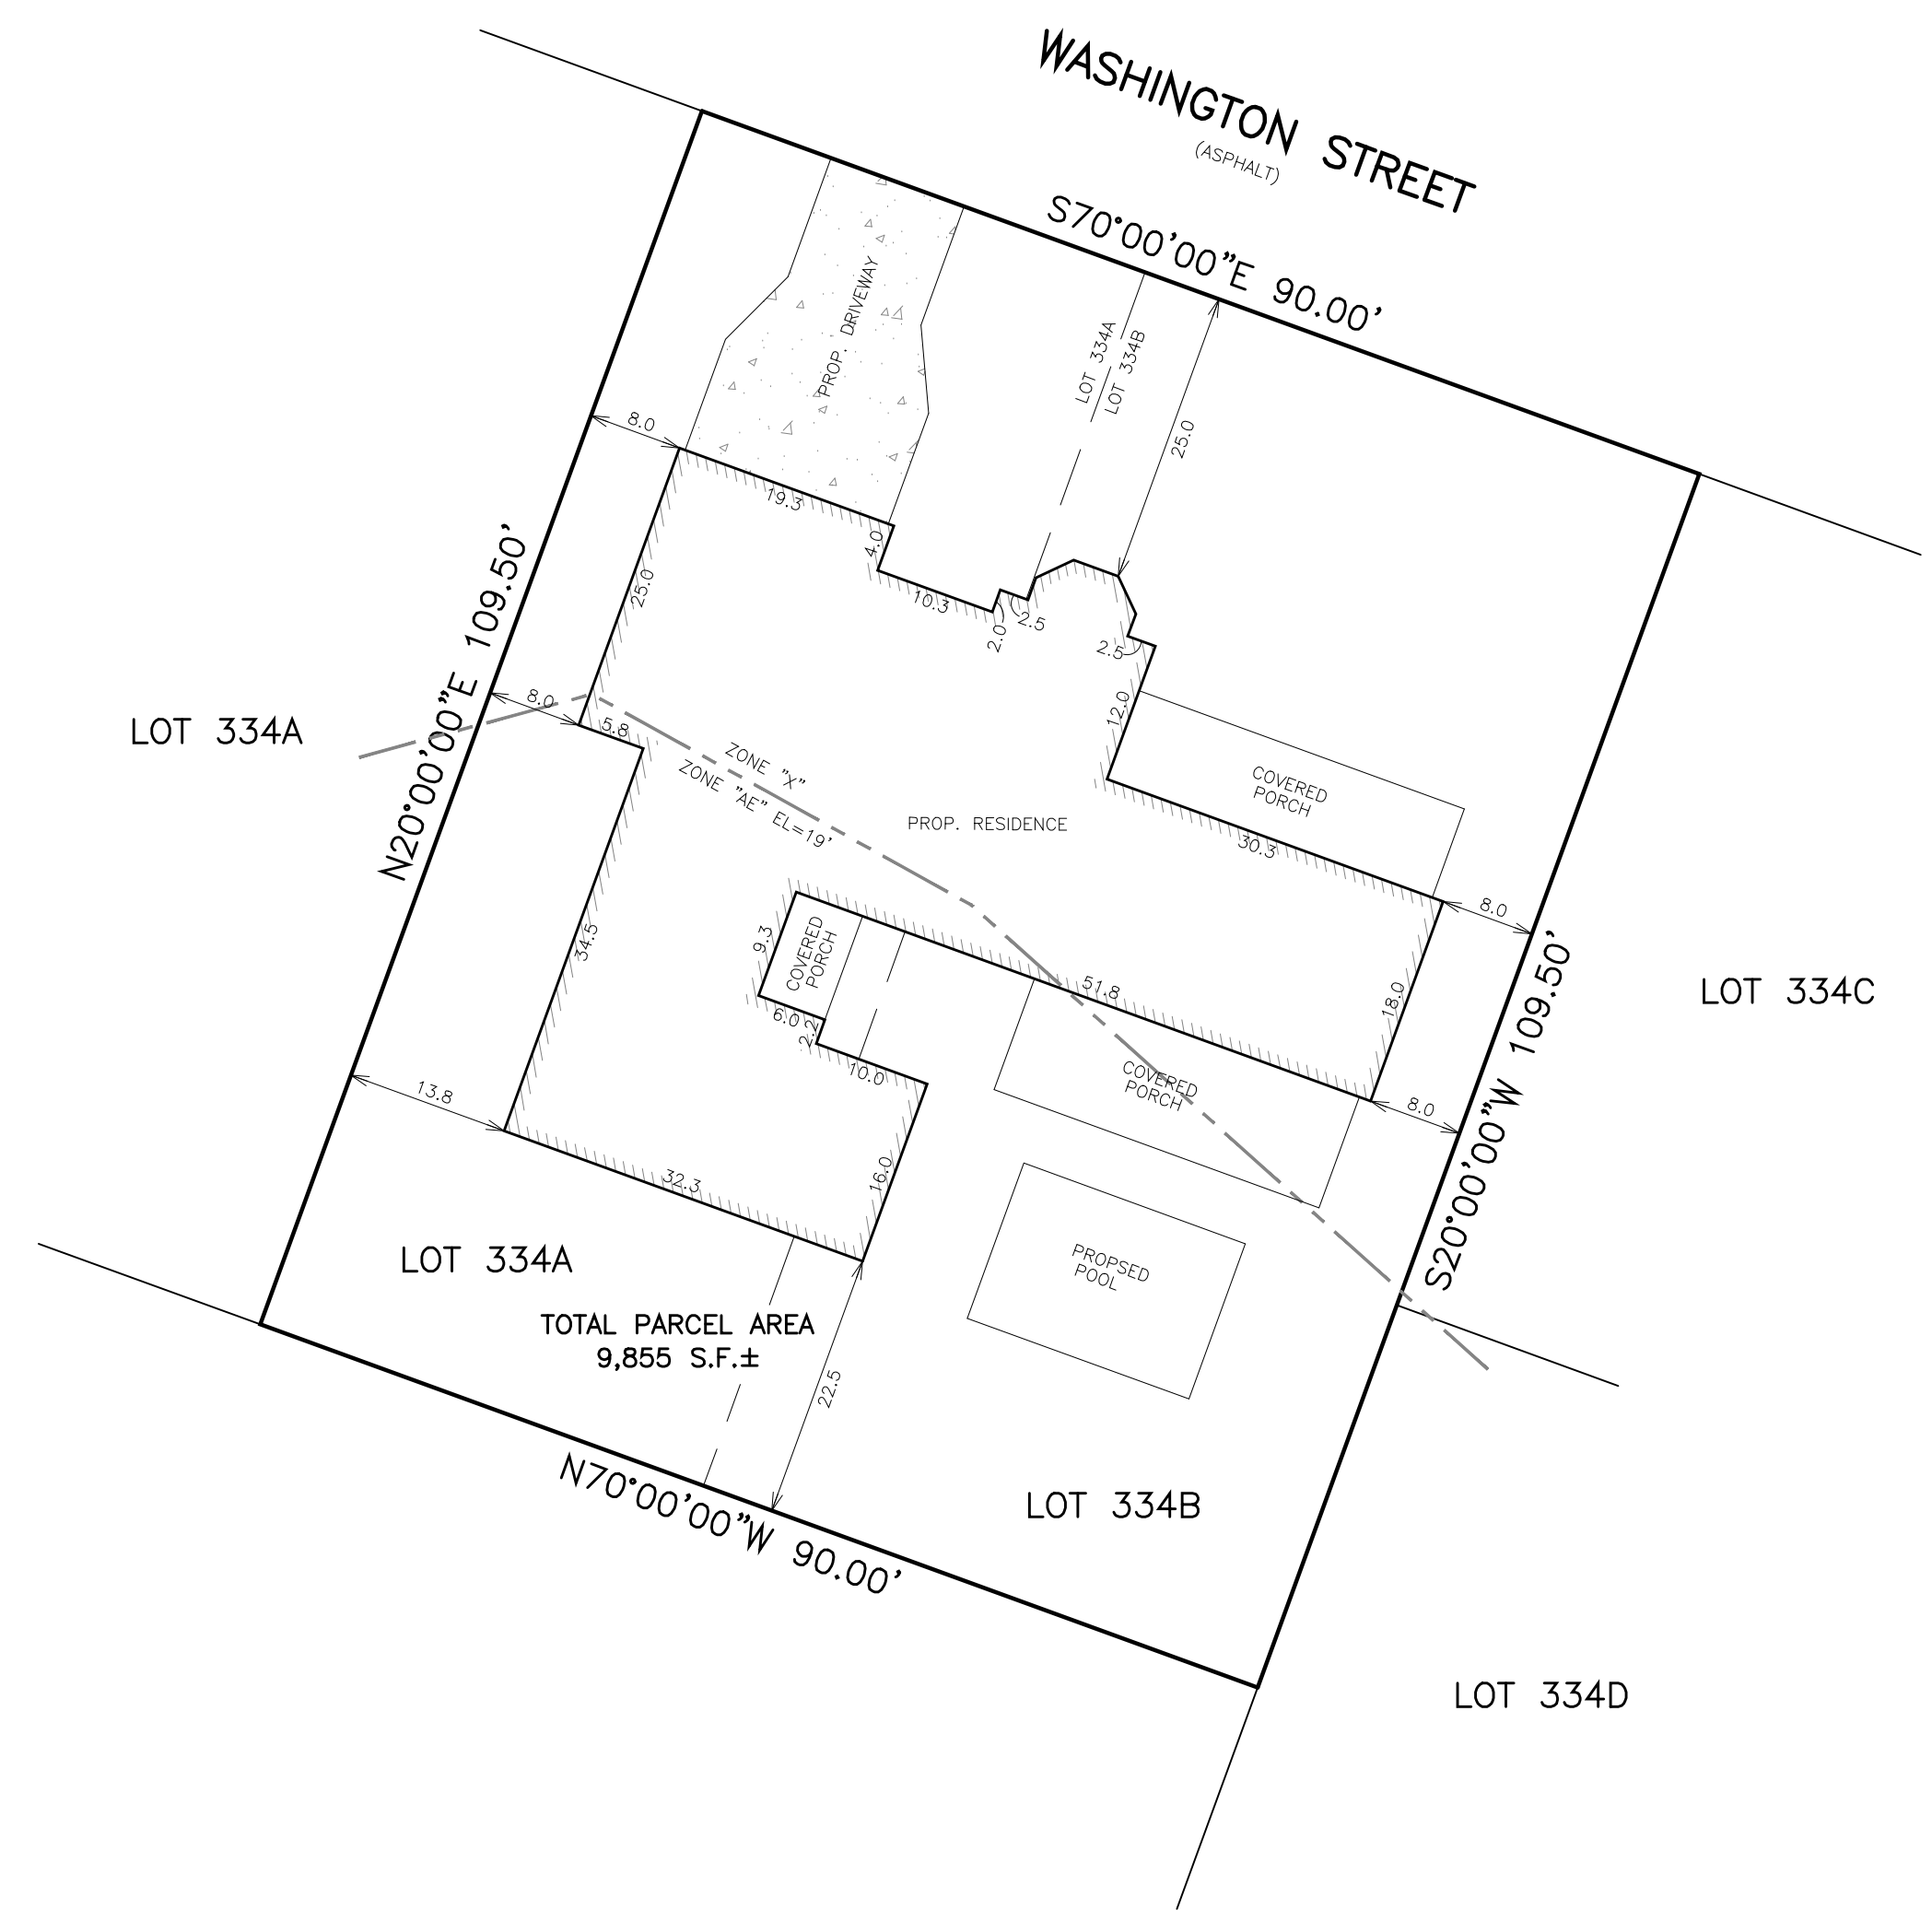 WASHINGTON STREET
(ASPHALT)
S70°00'00"E 90.00'
PROP. DRIVEWAY
LOT 334A
LOT 334B
25.0
8.0
19.3
4.0
10.3
2.0
2.5
2.5
25.0
12.0
N20°00'00"E 109.50'
LOT 334A
8.0
5.8
ZONE "X"
ZONE "AE" EL=19'
PROP. RESIDENCE
COVERED
PORCH
30.3
8.0
34.5
9.3
COVERED
PORCH
6.0
2.2
10.0
51.8
18.0
S20°00'00"W 109.50'
LOT 334C
COVERED
PORCH
8.0
13.8
32.3
16.0
LOT 334A
TOTAL PARCEL AREA
9,855 S.F.±
22.5
PROPSED
POOL
N70°00'00"W 90.00'
LOT 334B
LOT 334D